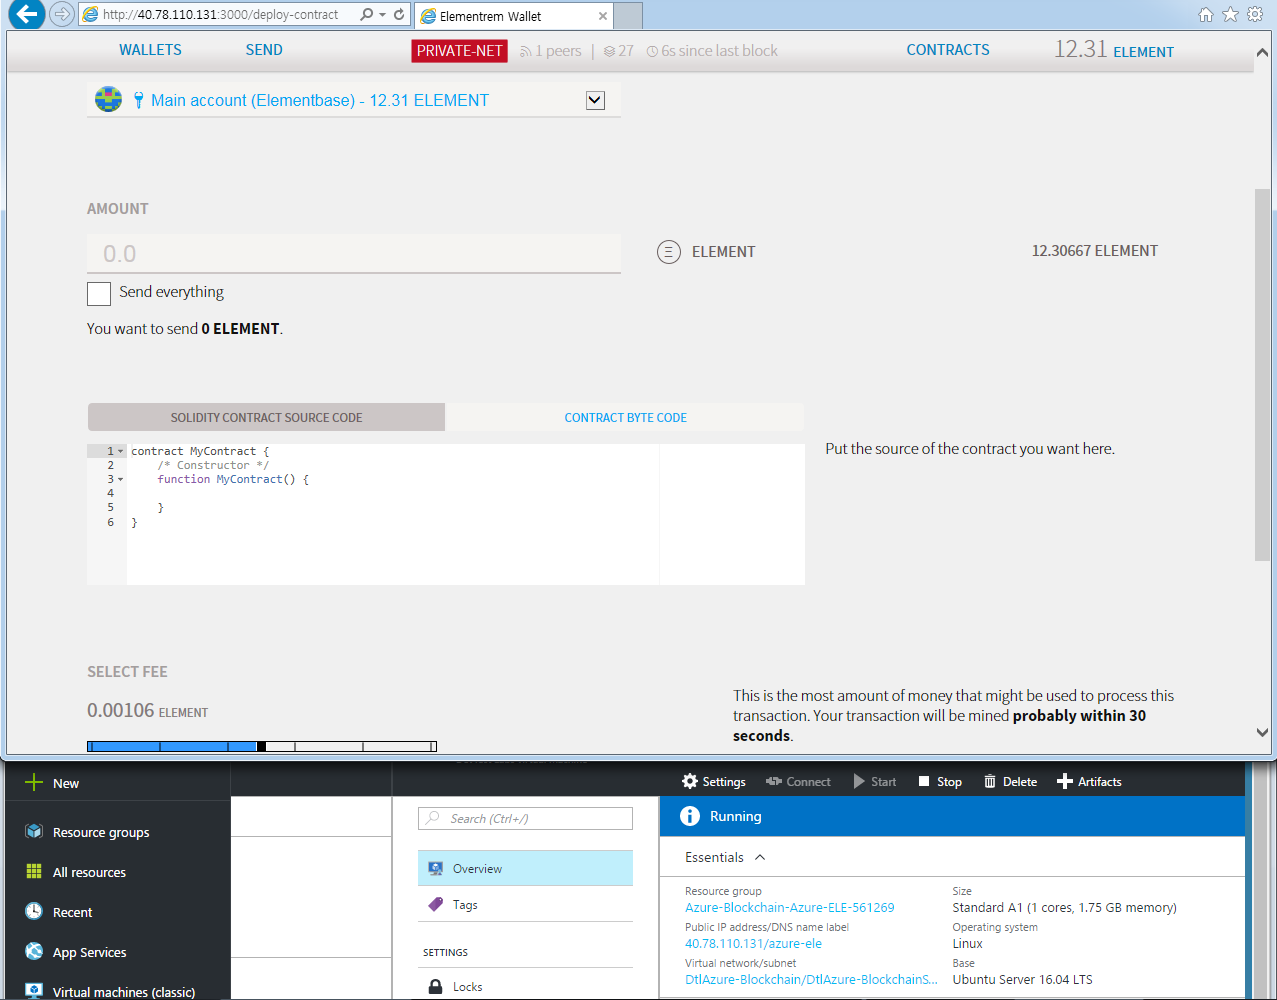 http://40.78.110.131:3000/deploy-contract
Elementrem Wallet
WALLETS
SEND
PRIVATE-NET
1 peers | 27
6s since last block
CONTRACTS
12.31 ELEMENT
Main account (Elementbase) - 12.31 ELEMENT
AMOUNT
0.0
ELEMENT
12.30667 ELEMENT
Send everything
You want to send 0 ELEMENT.
SOLIDITY CONTRACT SOURCE CODE
CONTRACT BYTE CODE
1 contract MyContract {
2 /* Constructor */
3 function MyContract() {
4
5 }
6 }
Put the source of the contract you want here.
SELECT FEE
0.00106 ELEMENT
This is the most amount of money that might be used to process this
transaction. Your transaction will be mined probably within 30
seconds.
New
Resource groups
All resources
Recent
App Services
Virtual machines (classic)
Search (Ctrl+/)
Overview
Tags
SETTINGS
Locks
Settings
Connect
Start
Stop
Delete
Artifacts
Running
Essentials
Resource group
Azure-Blockchain-Azure-ELE-561269
Public IP address/DNS name label
40.78.110.131/azure-ele
Virtual network/subnet
DtlAzure-Blockchain/DtlAzure-BlockchainS...
Size
Standard A1 (1 cores, 1.75 GB memory)
Operating system
Linux
Base
Ubuntu Server 16.04 LTS